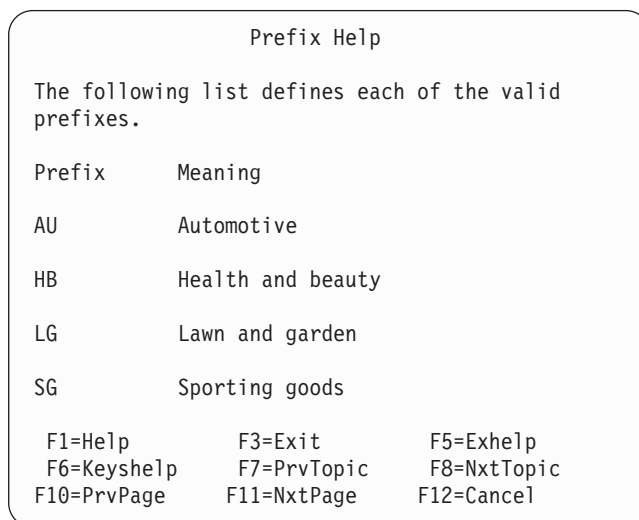 Prefix Help
The following list defines each of the valid
prefixes.
Prefix Meaning
AU Automotive
HB Health and beauty
LG Lawn and garden
SG Sporting goods
F1=Help F3=Exit F5=Exhelp
F6=Keyshelp F7=PrvTopic F8=NxtTopic
F10=PrvPage F11=NxtPage F12=Cancel